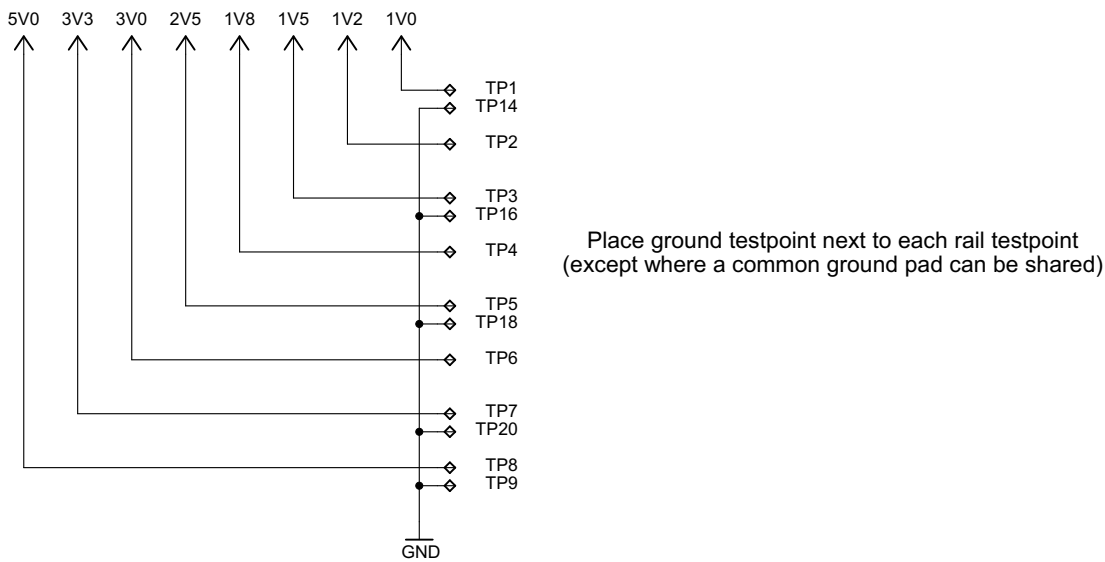 5V0 3V3 3V0 2V5 1V8 1V5 1V2 1V0
TP1
TP14
TP2
TP3
TP16
TP4
Place ground testpoint next to each rail testpoint
(except where a common ground pad can be shared)
TP5
TP18
TP6
TP7
TP20
TP8
TP9
GND